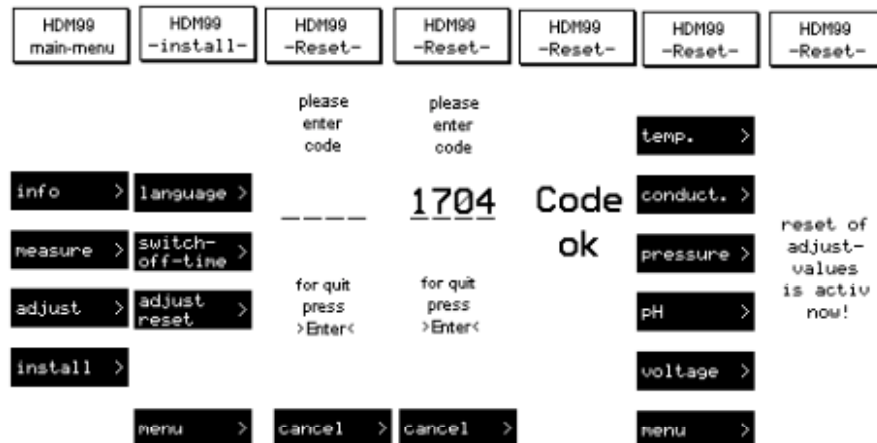 HDM99
main-menu
info >
measure >
adjust >
install >
HDM99
-install-
language >
switch-
off-time >
adjust
reset >
menu >
HDM99
-Reset-
please
enter
code
____
for quit
press
>Enter<
cancel >
HDM99
-Reset-
please
enter
code
1704
for quit
press
>Enter<
cancel >
HDM99
-Reset-
Code
ok
HDM99
-Reset-
temp. >
conduct. >
pressure >
pH >
voltage >
menu >
HDM99
-Reset-
reset of
adjust-
values
is activ
now!